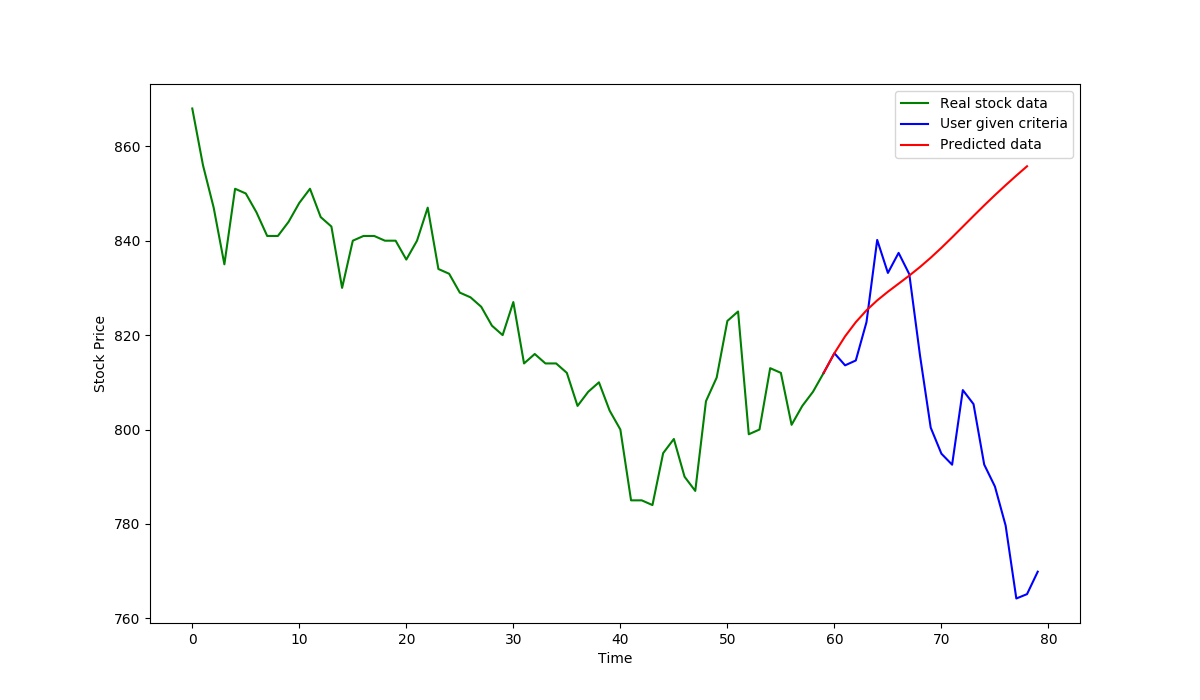 Real stock data
User given criteria
Predicted data
860
840
820
800
780
760
Stock Price
0 10 20 30 40 50 60 70 80
Time